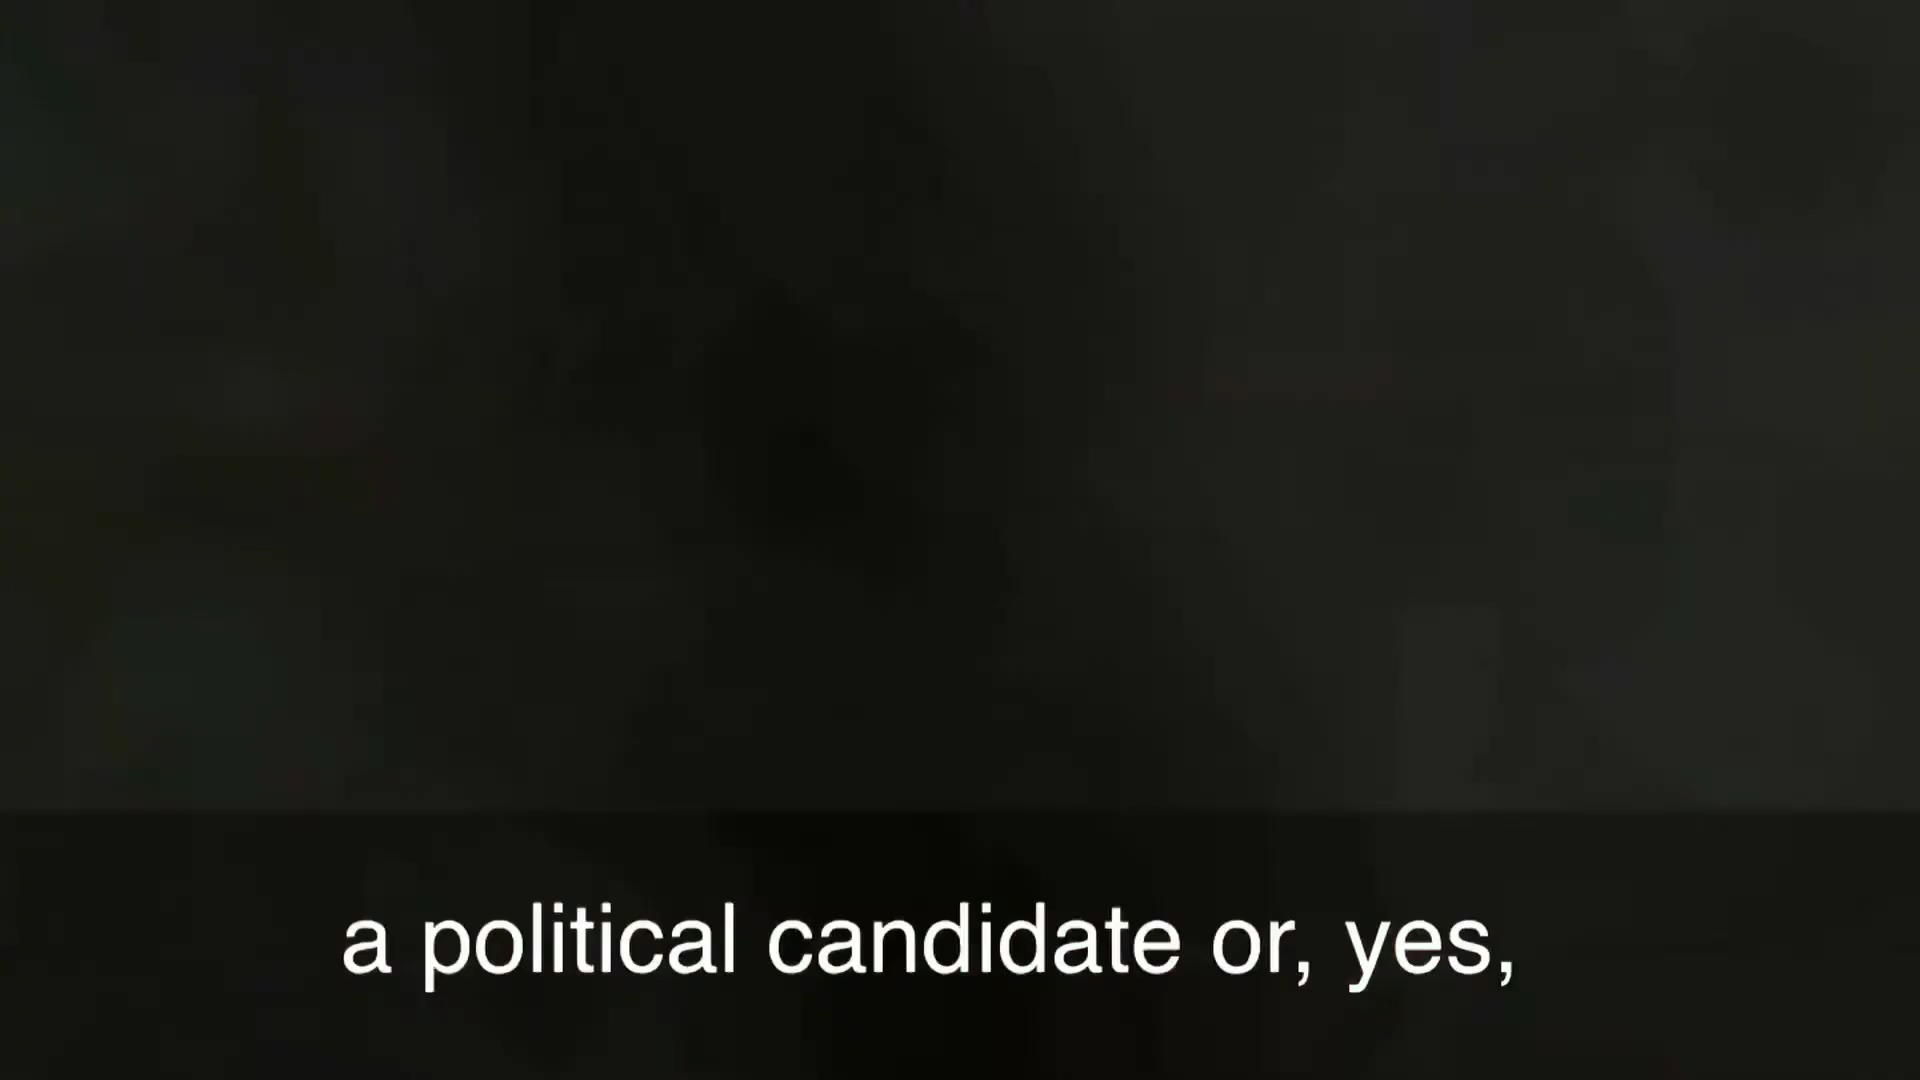 a political candidate or, yes,